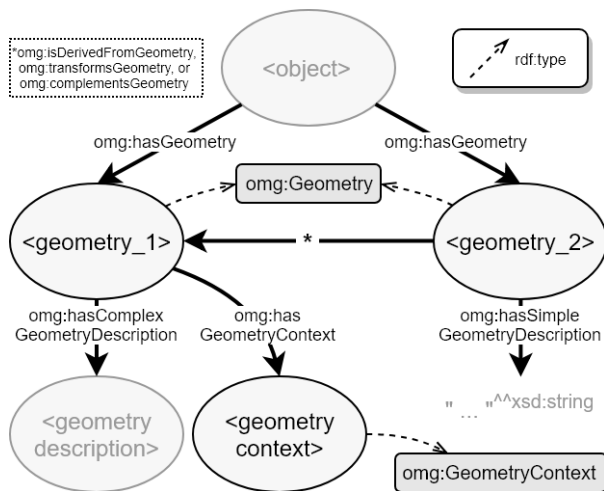 *omg:isDerivedFromGeometry,
omg:transformsGeometry, or
omg:complementsGeometry
<object>
rdf:type
omg:hasGeometry
omg:hasGeometry
omg:Geometry
<geometry_1>
*
<geometry_2>
omg:hasComplex
GeometryDescription
omg:has
GeometryContext
omg:hasSimple
GeometryDescription
<geometry
description>
<geometry
context>
" ... "^^xsd:string
omg:GeometryContext